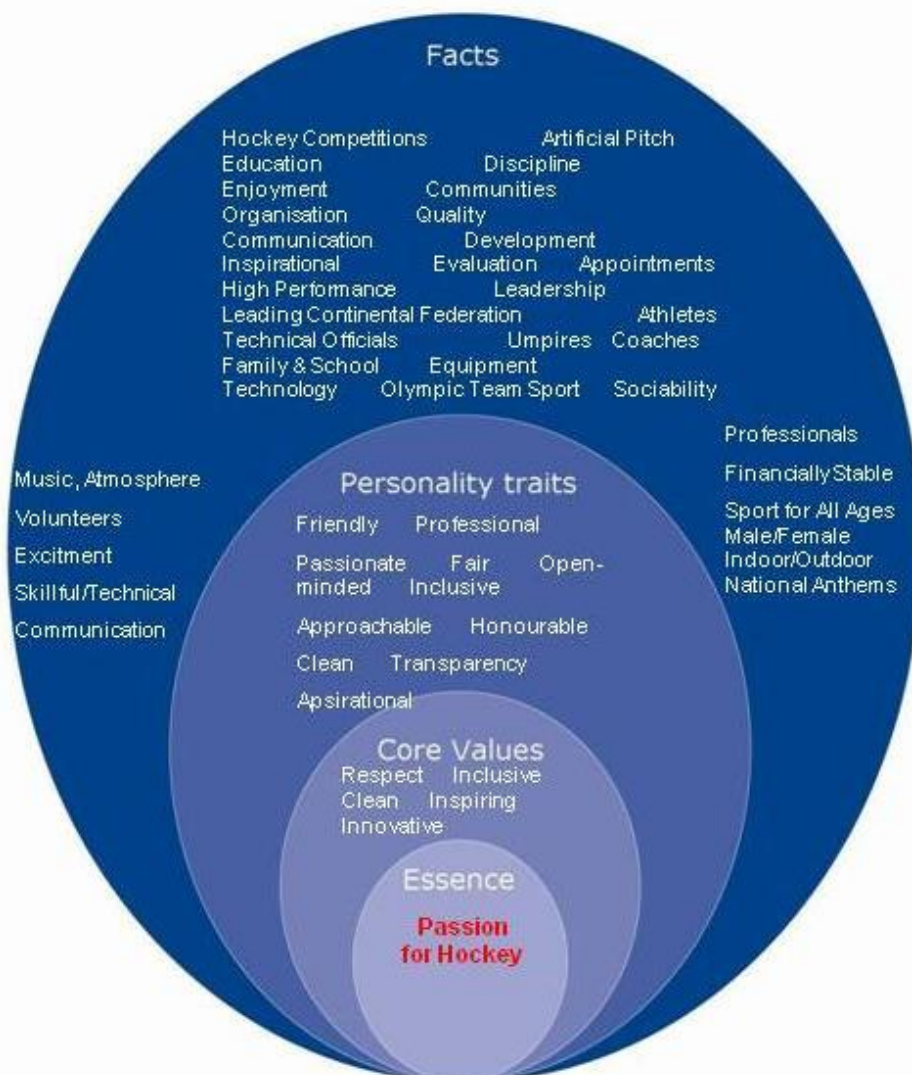 Facts
Hockey Competitions Artificial Pitch
Education Discipline
Enjoyment Communities
Organisation Quality
Communication Development
Inspirational Evaluation Appointments
High Performance Leadership
Leading Continental Federation Athletes
Technical Officials Umpires Coaches
Family & School Equipment
Technology Olympic Team Sport Sociability
Music, Atmosphere
Volunteers
Excitment
Skillful/Technical
Communication
Professionals
Financially Stable
Sport for All Ages
Male/Female
Indoor/Outdoor
National Anthems
Personality traits
Friendly Professional
Passionate Fair Open-
minded Inclusive
Approachable Honourable
Clean Transparency
Apsirational
Core Values
Respect Inclusive
Clean Inspiring
Innovative
Essence
Passion
for Hockey